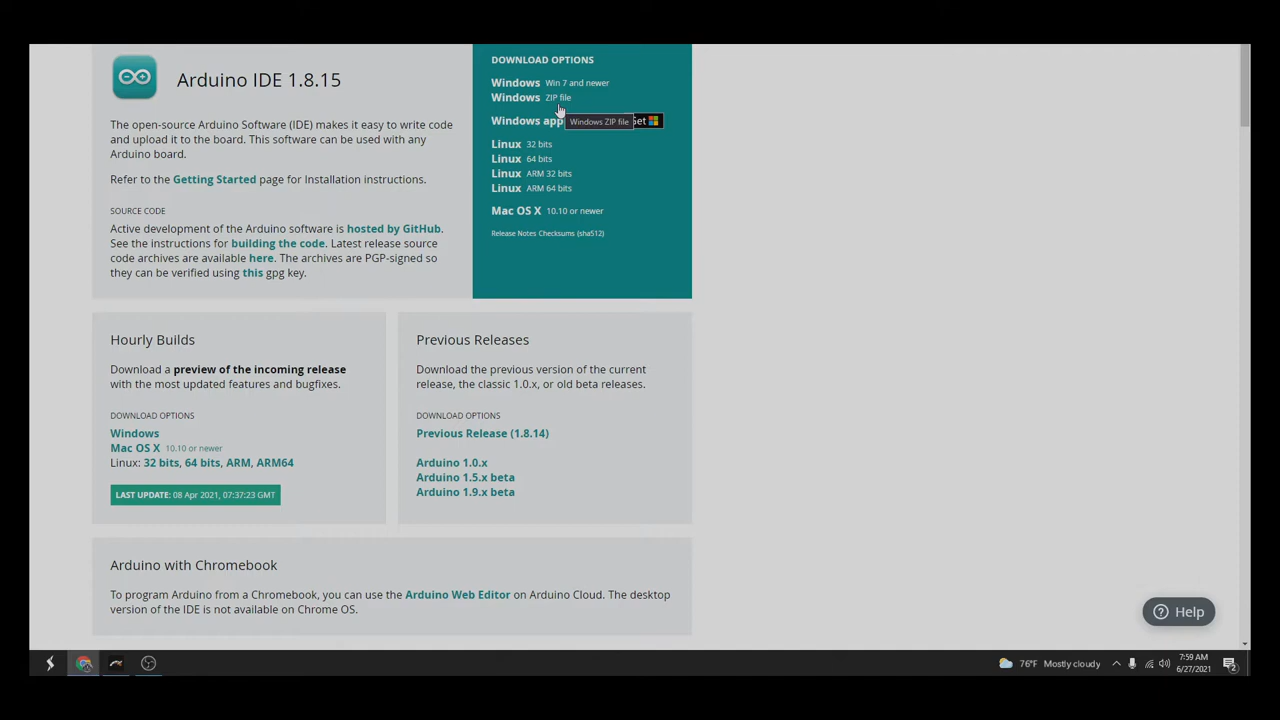 Arduino IDE 1.8.15
The open-source Arduino Software (IDE) makes it easy to write code
and upload it to the board. This software can be used with any
Arduino board.
Refer to the Getting Started page for Installation instructions.
SOURCE CODE
Active development of the Arduino software is hosted by GitHub.
See the instructions for building the code. Latest release source
code archives are available here. The archives are PGP-signed so
they can be verified using this gpg key.
DOWNLOAD OPTIONS
Windows Win 7 and newer
Windows ZIP file
Windows app
Windows ZIP file
Linux 32 bits
Linux 64 bits
Linux ARM 32 bits
Linux ARM 64 bits
Mac OS X 10.10 or newer
Release Notes Checksums (sha512)
Hourly Builds
Download a preview of the incoming release
with the most updated features and bugfixes.
DOWNLOAD OPTIONS
Windows
Mac OS X 10.10 or newer
Linux: 32 bits, 64 bits, ARM, ARM64
LAST UPDATE: 08 Apr 2021, 07:37:23 GMT
Previous Releases
Download the previous version of the current
release, the classic 1.0.x, or old beta releases.
DOWNLOAD OPTIONS
Previous Release (1.8.14)
Arduino 1.0.x
Arduino 1.5.x beta
Arduino 1.9.x beta
Arduino with Chromebook
To program Arduino from a Chromebook, you can use the Arduino Web Editor on Arduino Cloud. The desktop
version of the IDE is not available on Chrome OS.
Help
76°F Mostly cloudy
7:59 AM
6/27/2021
2